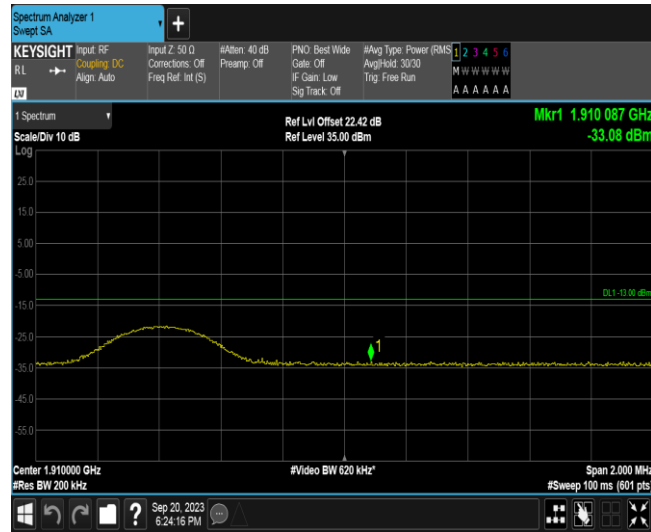 Spectrum Analyzer 1
Swept SA
+
KEYSIGHT
RL
LXI
Input: RF
Coupling: DC
Align: Auto
Input Z: 50 Ω
Corrections: Off
Freq Ref: Int (S)
#Atten: 40 dB
Preamp: Off
PNO: Best Wide
Gate: Off
IF Gain: Low
Sig Track: Off
#Avg Type: Power (RMS
Avg|Hold: 30/30
Trig: Free Run
1 2 3 4 5 6
M W W W W W
A A A A A A
1 Spectrum
Scale/Div 10 dB
Ref Lvl Offset 22.42 dB
Ref Level 35.00 dBm
Mkr1 1.910 087 GHz
-33.08 dBm
Log
25.0
15.0
5.00
-5.00
DL1 -13.00 dBm
-15.0
-25.0
1
-35.0
-45.0
-55.0
Center 1.910000 GHz
#Video BW 620 kHz*
Span 2.000 MHz
#Res BW 200 kHz
#Sweep 100 ms (601 pts)
?
Sep 20, 2023
6:24:16 PM